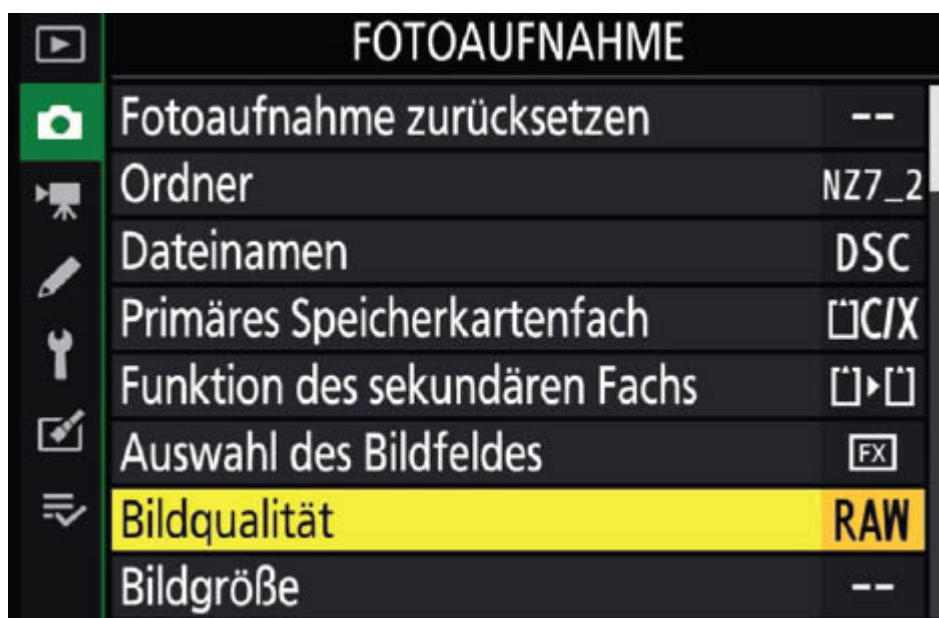 FOTOAUFNAHME
Fotoaufnahme zurücksetzen --
Ordner NZ7_2
Dateinamen DSC
Primäres Speicherkartenfach C/X
Funktion des sekundären Fachs
Auswahl des Bildfeldes FX
Bildqualität RAW
Bildgröße --